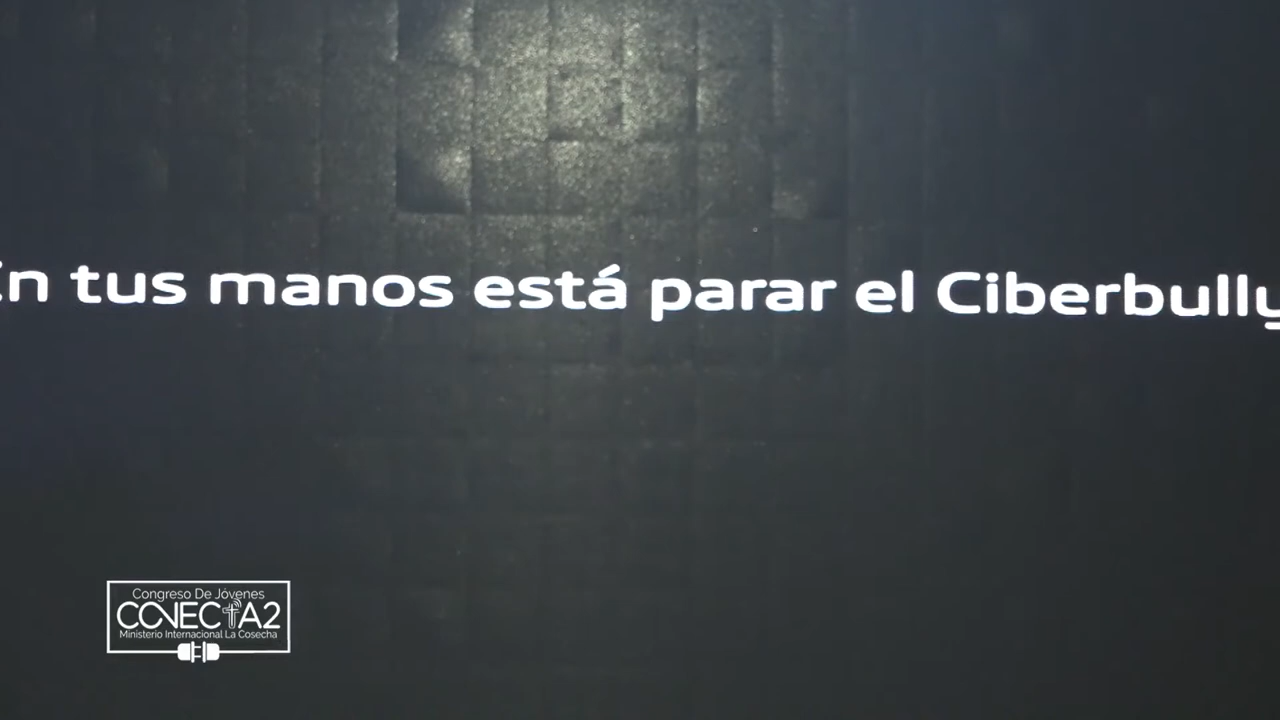 En tus manos está parar el Ciberbully
Congreso De Jóvenes
CONECTA2
Ministerio Internacional La Cosecha